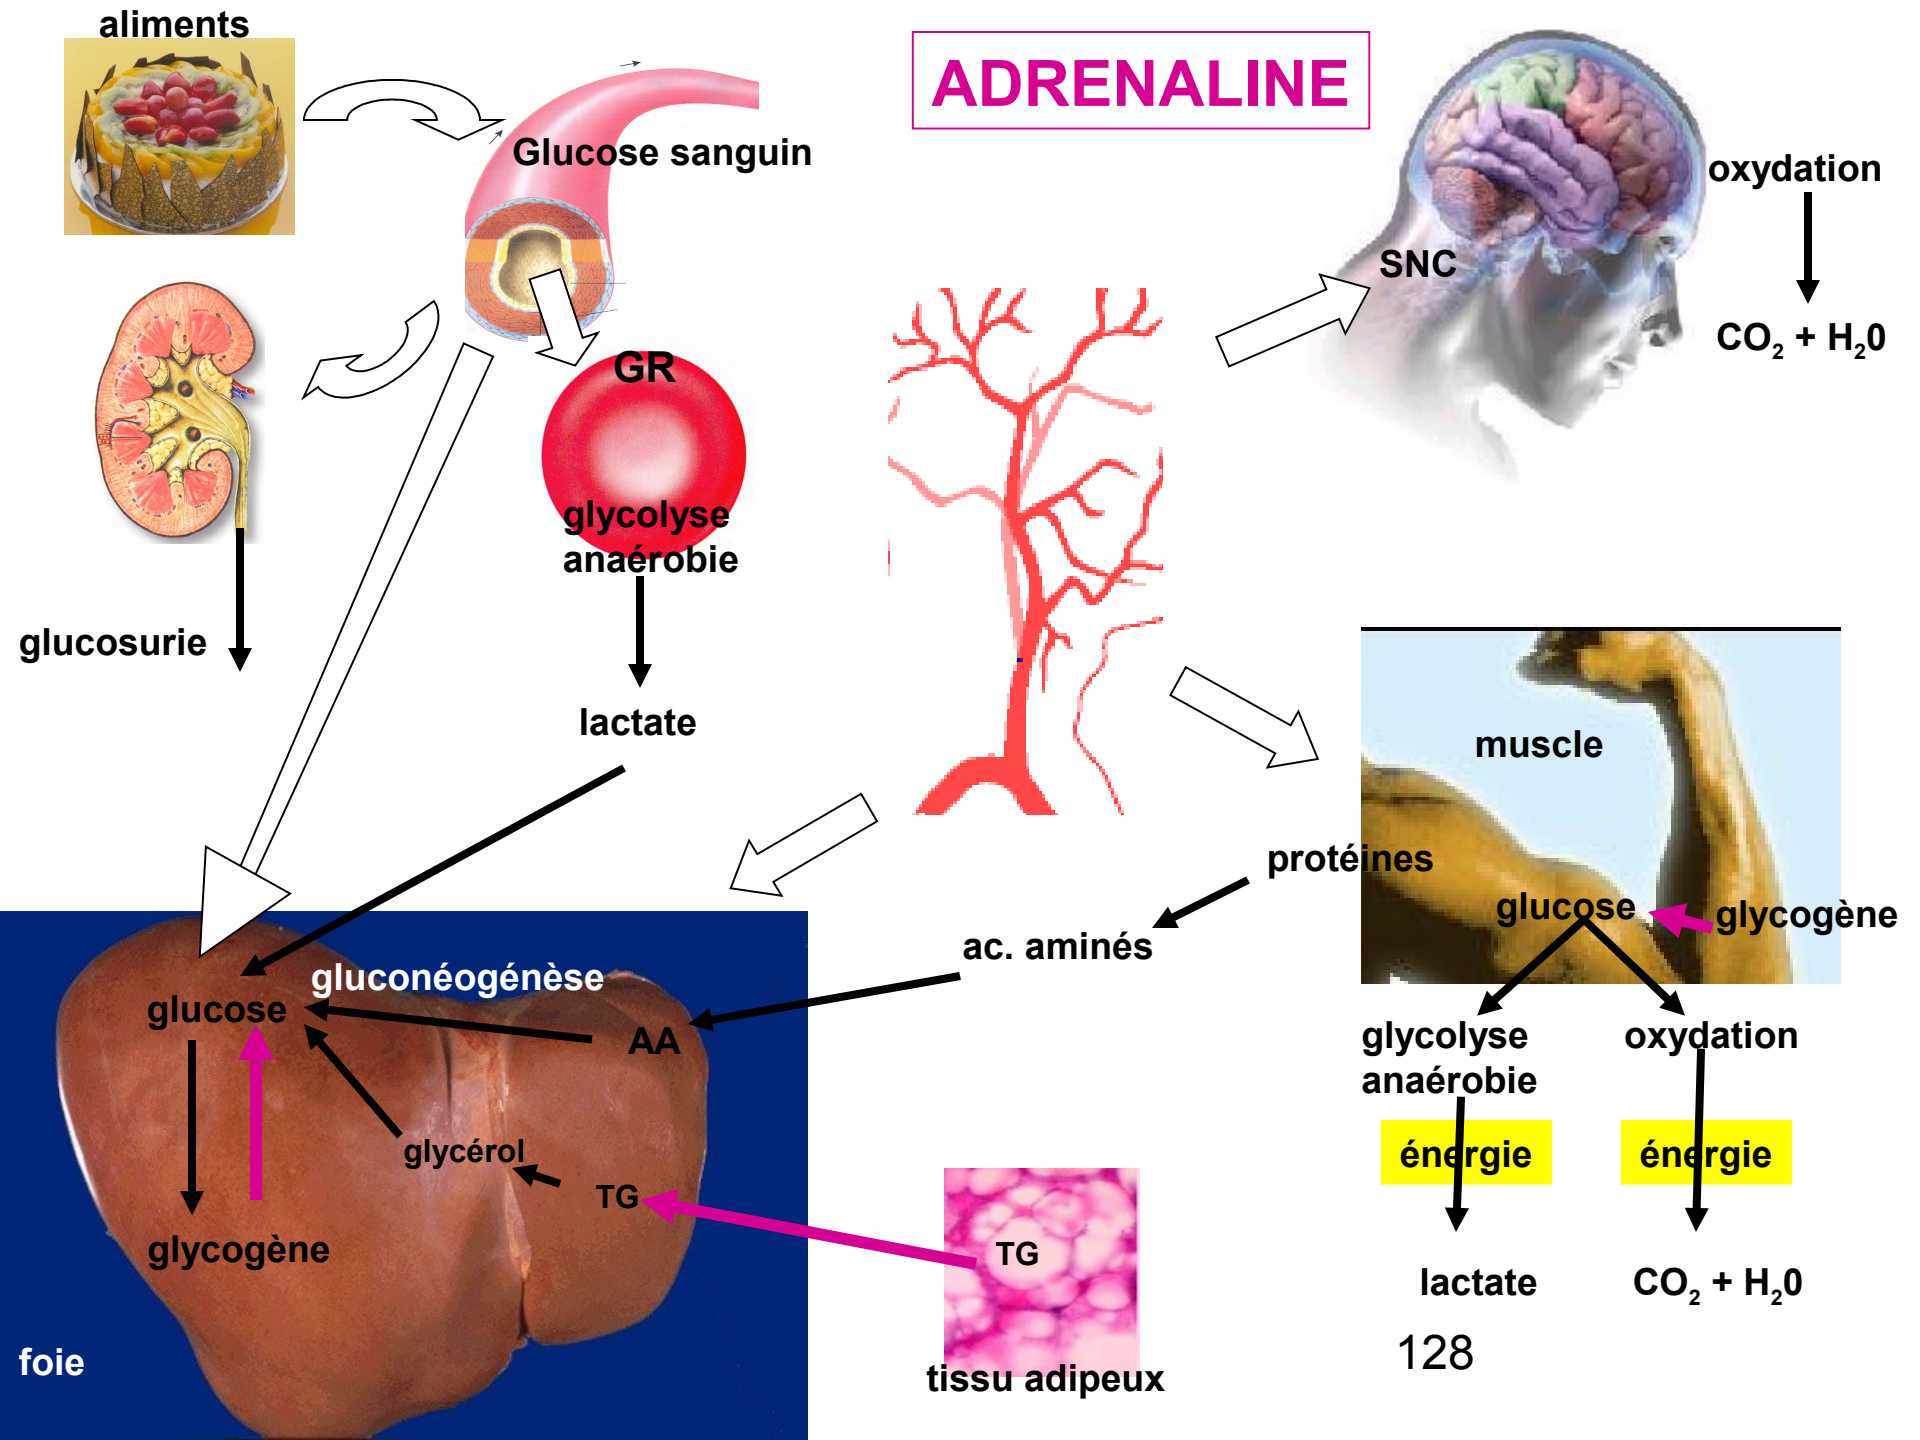 aliments
ADRENALINE
Glucose sanguin
oxydation
SNC
CO₂ + H₂0
GR
glycolyse
anaérobie
glucosurie
lactate
muscle
protéines
glucose
glycogène
ac. aminés
gluconéogénèse
glucose
AA
glycolyse
anaérobie
oxydation
glycérol
énergie
énergie
TG
glycogène
TG
lactate
CO₂ + H₂0
foie
128
tissu adipeux